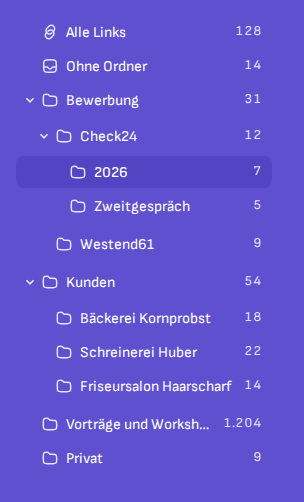 Alle Links 128
Ohne Ordner 14
Bewerbung 31
Check24 12
2026 7
Zweitgespräch 5
Westend61 9
Kunden 54
Bäckerei Kornprobst 18
Schreinerei Huber 22
Friseursalon Haarscharf 14
Vorträge und Worksh... 1.204
Privat 9